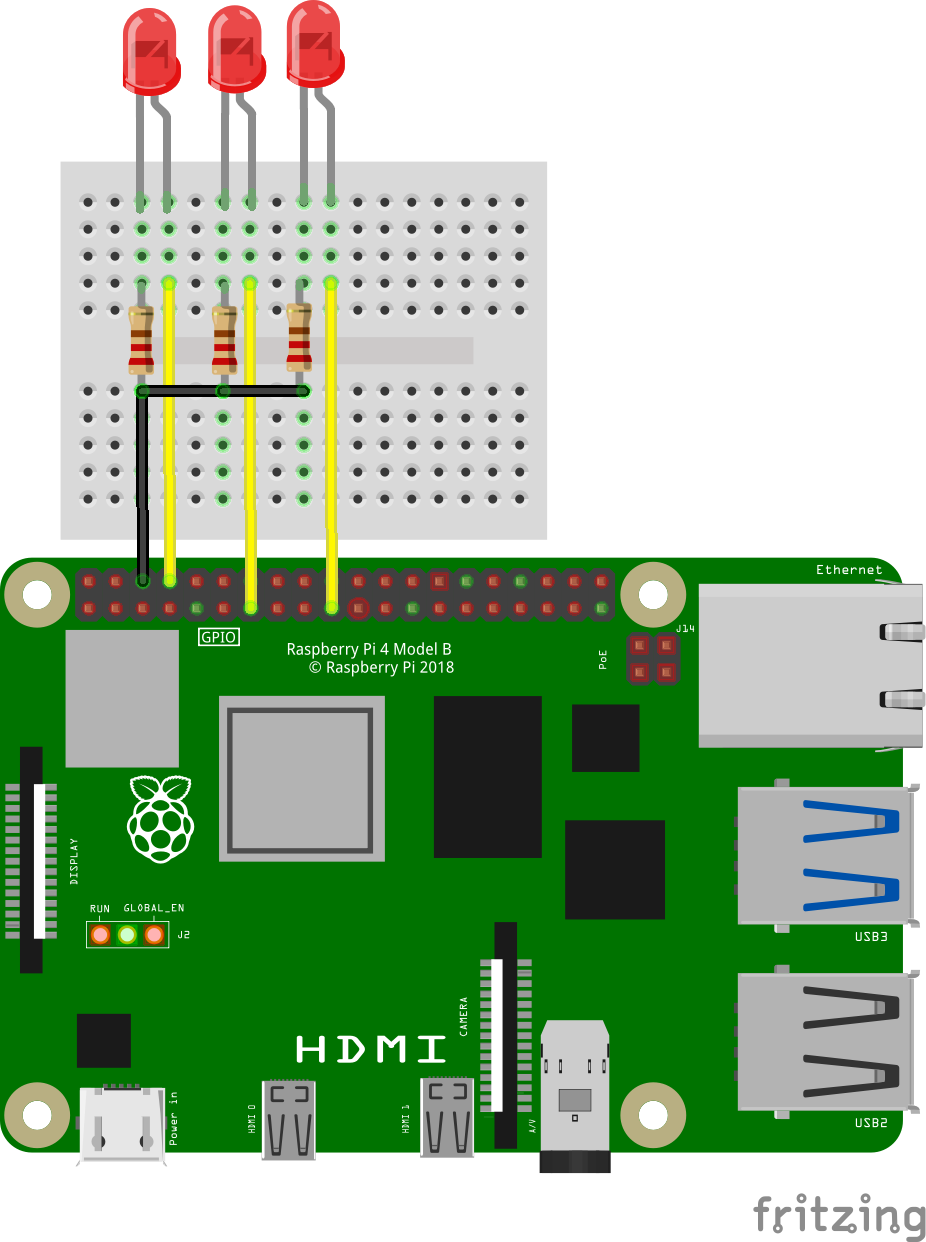 Ethernet
GPIO
J14
Raspberry Pi 4 Model B
© Raspberry Pi 2018
PoE
DISPLAY
RUN
GLOBAL_EN
J2
USB3
CAMERA
HDMI
Power in
HDMI 0
HDMI 1
A/V
USB2
fritzing